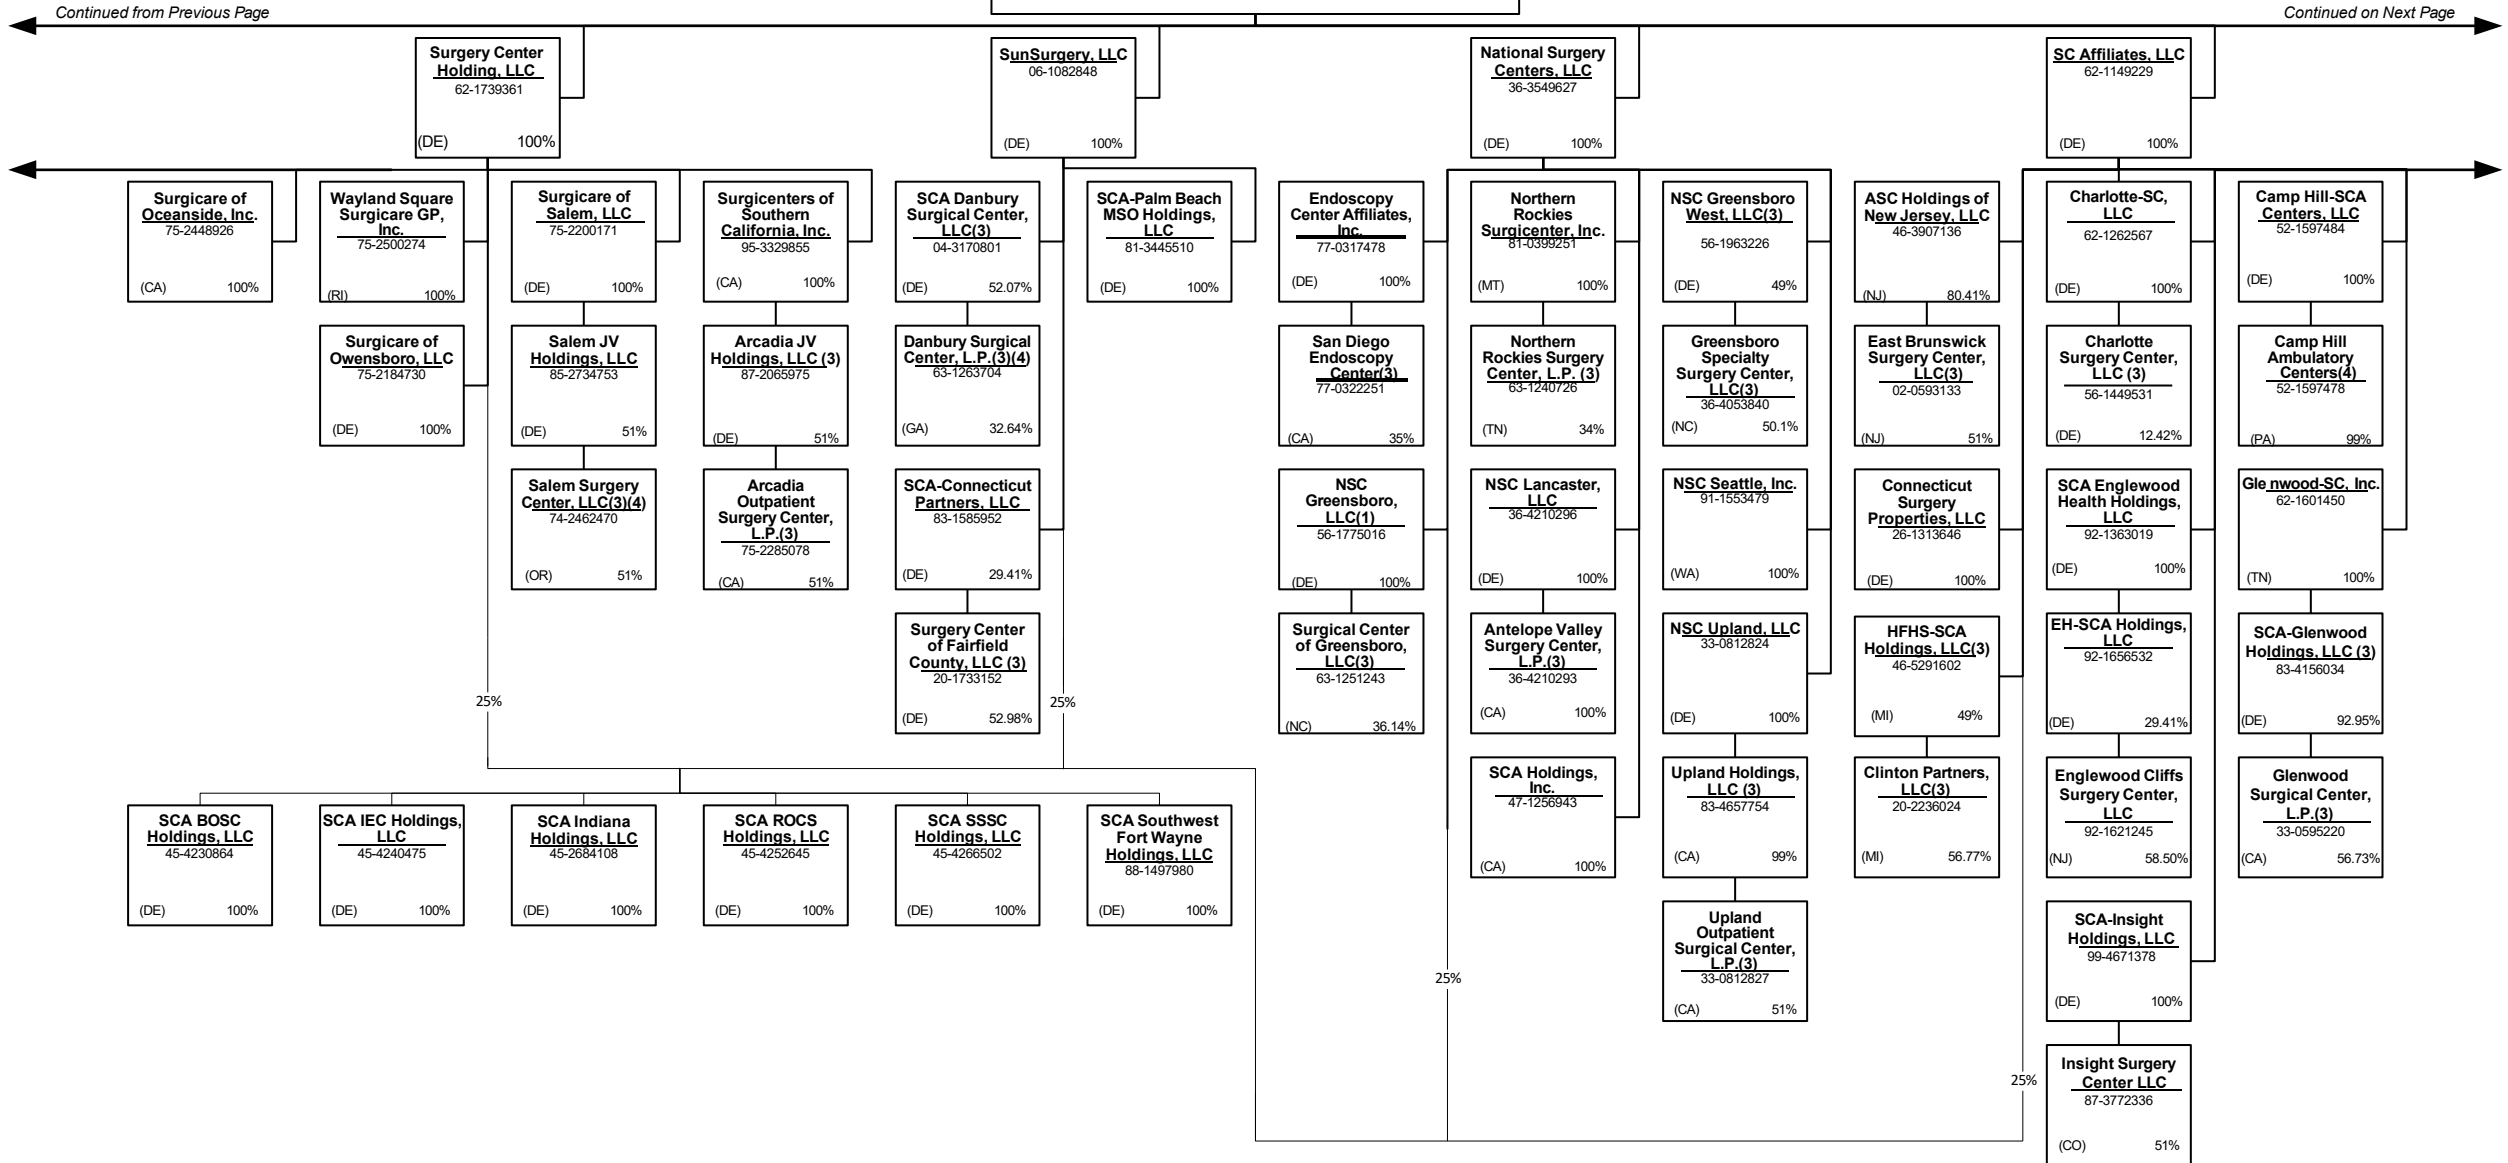 Continued from Previous Page
Continued on Next Page
Surgery Center
Holding, LLC
62-1739361
(DE) 100%
SunSurgery, LLC
06-1082848
(DE) 100%
National Surgery
Centers, LLC
36-3549627
(DE) 100%
SC Affiliates, LLC
62-1149229
(DE) 100%
Surgicare of
Oceanside, Inc.
75-2448926
(CA) 100%
Wayland Square
Surgicare GP,
Inc.
75-2500274
(RI) 100%
Surgicare of
Salem, LLC
75-2200171
(DE) 100%
Surgicenters of
Southern
California, Inc.
95-3329855
(CA) 100%
SCA Danbury
Surgical Center,
LLC(3)
04-3170801
(DE) 52.07%
SCA-Palm Beach
MSO Holdings,
LLC
81-3445510
(DE) 100%
Endoscopy
Center Affiliates,
Inc.
77-0317478
(DE) 100%
Northern
Rockies
Surgicenter, Inc.
81-0399251
(MT) 100%
NSC Greensboro
West, LLC(3)
56-1963226
(DE) 49%
ASC Holdings of
New Jersey, LLC
46-3907136
(NJ) 80.41%
Charlotte-SC,
LLC
62-1262567
(DE) 100%
Camp Hill-SCA
Centers, LLC
52-1597484
(DE) 100%
Surgicare of
Owensboro, LLC
75-2184730
(DE) 100%
Salem JV
Holdings, LLC
85-2734753
(DE) 51%
Arcadia JV
Holdings, LLC (3)
87-2065975
(DE) 51%
Danbury Surgical
Center, L.P.(3)(4)
63-1263704
(GA) 32.64%
San Diego
Endoscopy
Center(3)
77-0322251
(CA) 35%
Northern
Rockies Surgery
Center, L.P. (3)
63-1240726
(TN) 34%
Greensboro
Specialty
Surgery Center,
LLC(3)
36-4053840
(NC) 50.1%
East Brunswick
Surgery Center,
LLC(3)
02-0593133
(NJ) 51%
Charlotte
Surgery Center,
LLC (3)
56-1449531
(DE) 12.42%
Camp Hill
Ambulatory
Centers(4)
52-1597478
(PA) 99%
Salem Surgery
Center, LLC(3)(4)
74-2462470
(OR) 51%
Arcadia
Outpatient
Surgery Center,
L.P.(3)
75-2285078
(CA) 51%
SCA-Connecticut
Partners, LLC
83-1585952
(DE) 29.41%
NSC
Greensboro,
LLC(1)
56-1775016
(DE) 100%
NSC Lancaster,
LLC
36-4210296
(DE) 100%
NSC Seattle, Inc.
91-1553479
(WA) 100%
Connecticut
Surgery
Properties, LLC
26-1313646
(DE) 100%
SCA Englewood
Health Holdings,
LLC
92-1363019
(DE) 100%
Glenwood-SC, Inc.
62-1601450
(TN) 100%
Surgery Center
of Fairfield
County, LLC (3)
20-1733152
(DE) 52.98%
Surgical Center
of Greensboro,
LLC(3)
63-1251243
(NC) 36.14%
Antelope Valley
Surgery Center,
L.P.(3)
36-4210293
(CA) 100%
NSC Upland, LLC
33-0812824
(DE) 100%
HFHS-SCA
Holdings, LLC(3)
46-5291602
(MI) 49%
EH-SCA Holdings,
LLC
92-1656532
(DE) 29.41%
SCA-Glenwood
Holdings, LLC (3)
83-4156034
(DE) 92.95%
25%
25%
SCA Holdings,
Inc.
47-1256943
(CA) 100%
Upland Holdings,
LLC (3)
83-4657754
(CA) 99%
Clinton Partners,
LLC(3)
20-2236024
(MI) 56.77%
Englewood Cliffs
Surgery Center,
LLC
92-1621245
(NJ) 58.50%
Glenwood
Surgical Center,
L.P.(3)
33-0595220
(CA) 56.73%
SCA BOSC
Holdings, LLC
45-4230864
(DE) 100%
SCA IEC Holdings,
LLC
45-4240475
(DE) 100%
SCA Indiana
Holdings, LLC
45-2684108
(DE) 100%
SCA ROCS
Holdings, LLC
45-4252645
(DE) 100%
SCA SSSC
Holdings, LLC
45-4266502
(DE) 100%
SCA Southwest
Fort Wayne
Holdings, LLC
88-1497980
(DE) 100%
Upland
Outpatient
Surgical Center,
L.P.(3)
33-0812827
(CA) 51%
SCA-Insight
Holdings, LLC
99-4671378
(DE) 100%
25%
25%
Insight Surgery
Center LLC
87-3772336
(CO) 51%